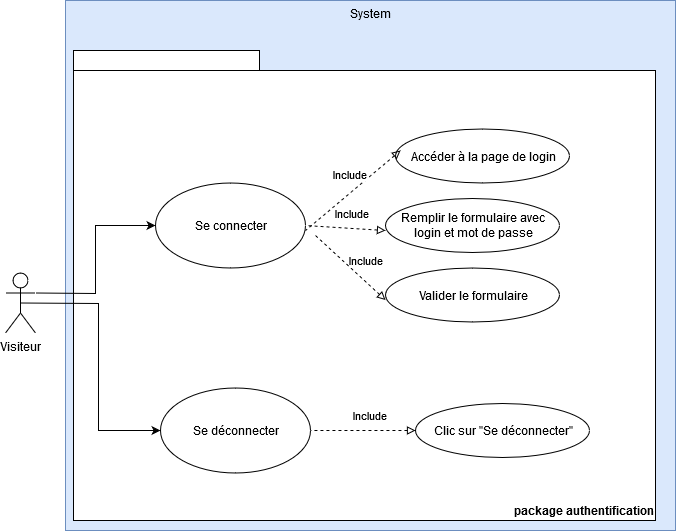 System
Accéder à la page de login
Include
Se connecter
Include
Remplir le formulaire avec
login et mot de passe
Include
Valider le formulaire
Visiteur
Include
Se déconnecter
Clic sur "Se déconnecter"
package authentification